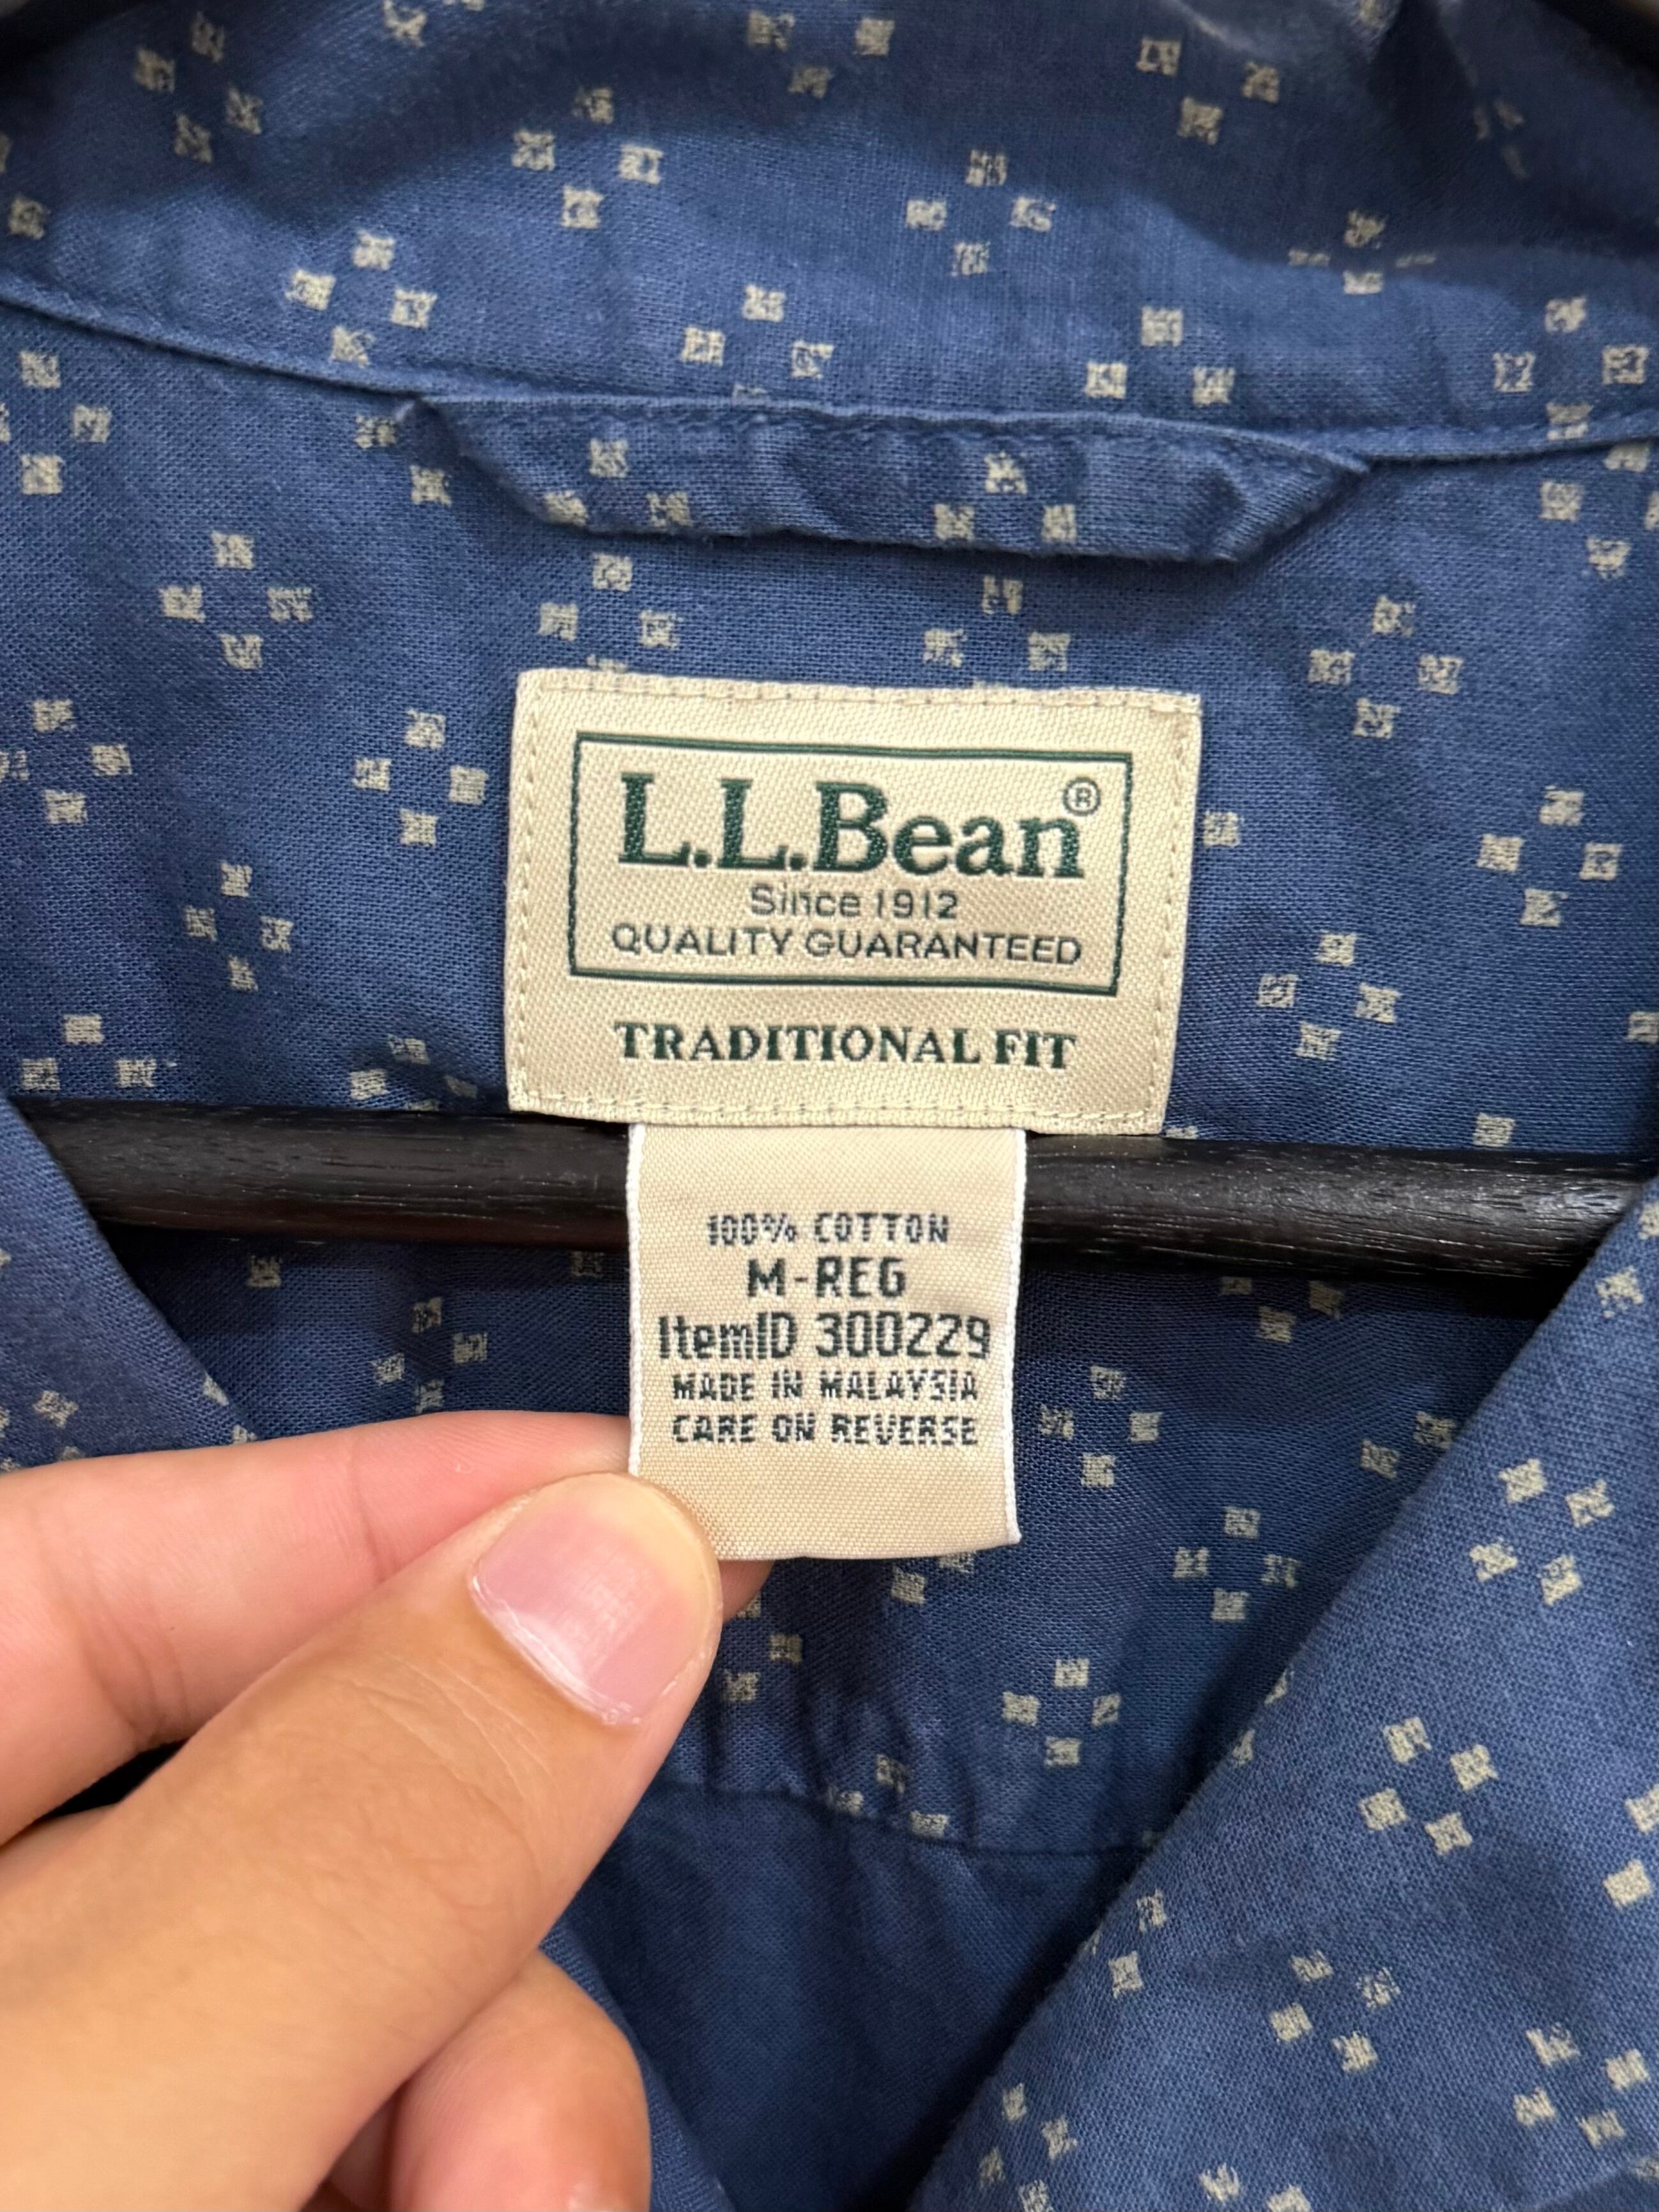 L.L.Bean®
Since 1912
QUALITY GUARANTEED
TRADITIONAL FIT
100% COTTON
M-REG
ItemID 300229
MADE IN MALAYSIA
CARE ON REVERSE